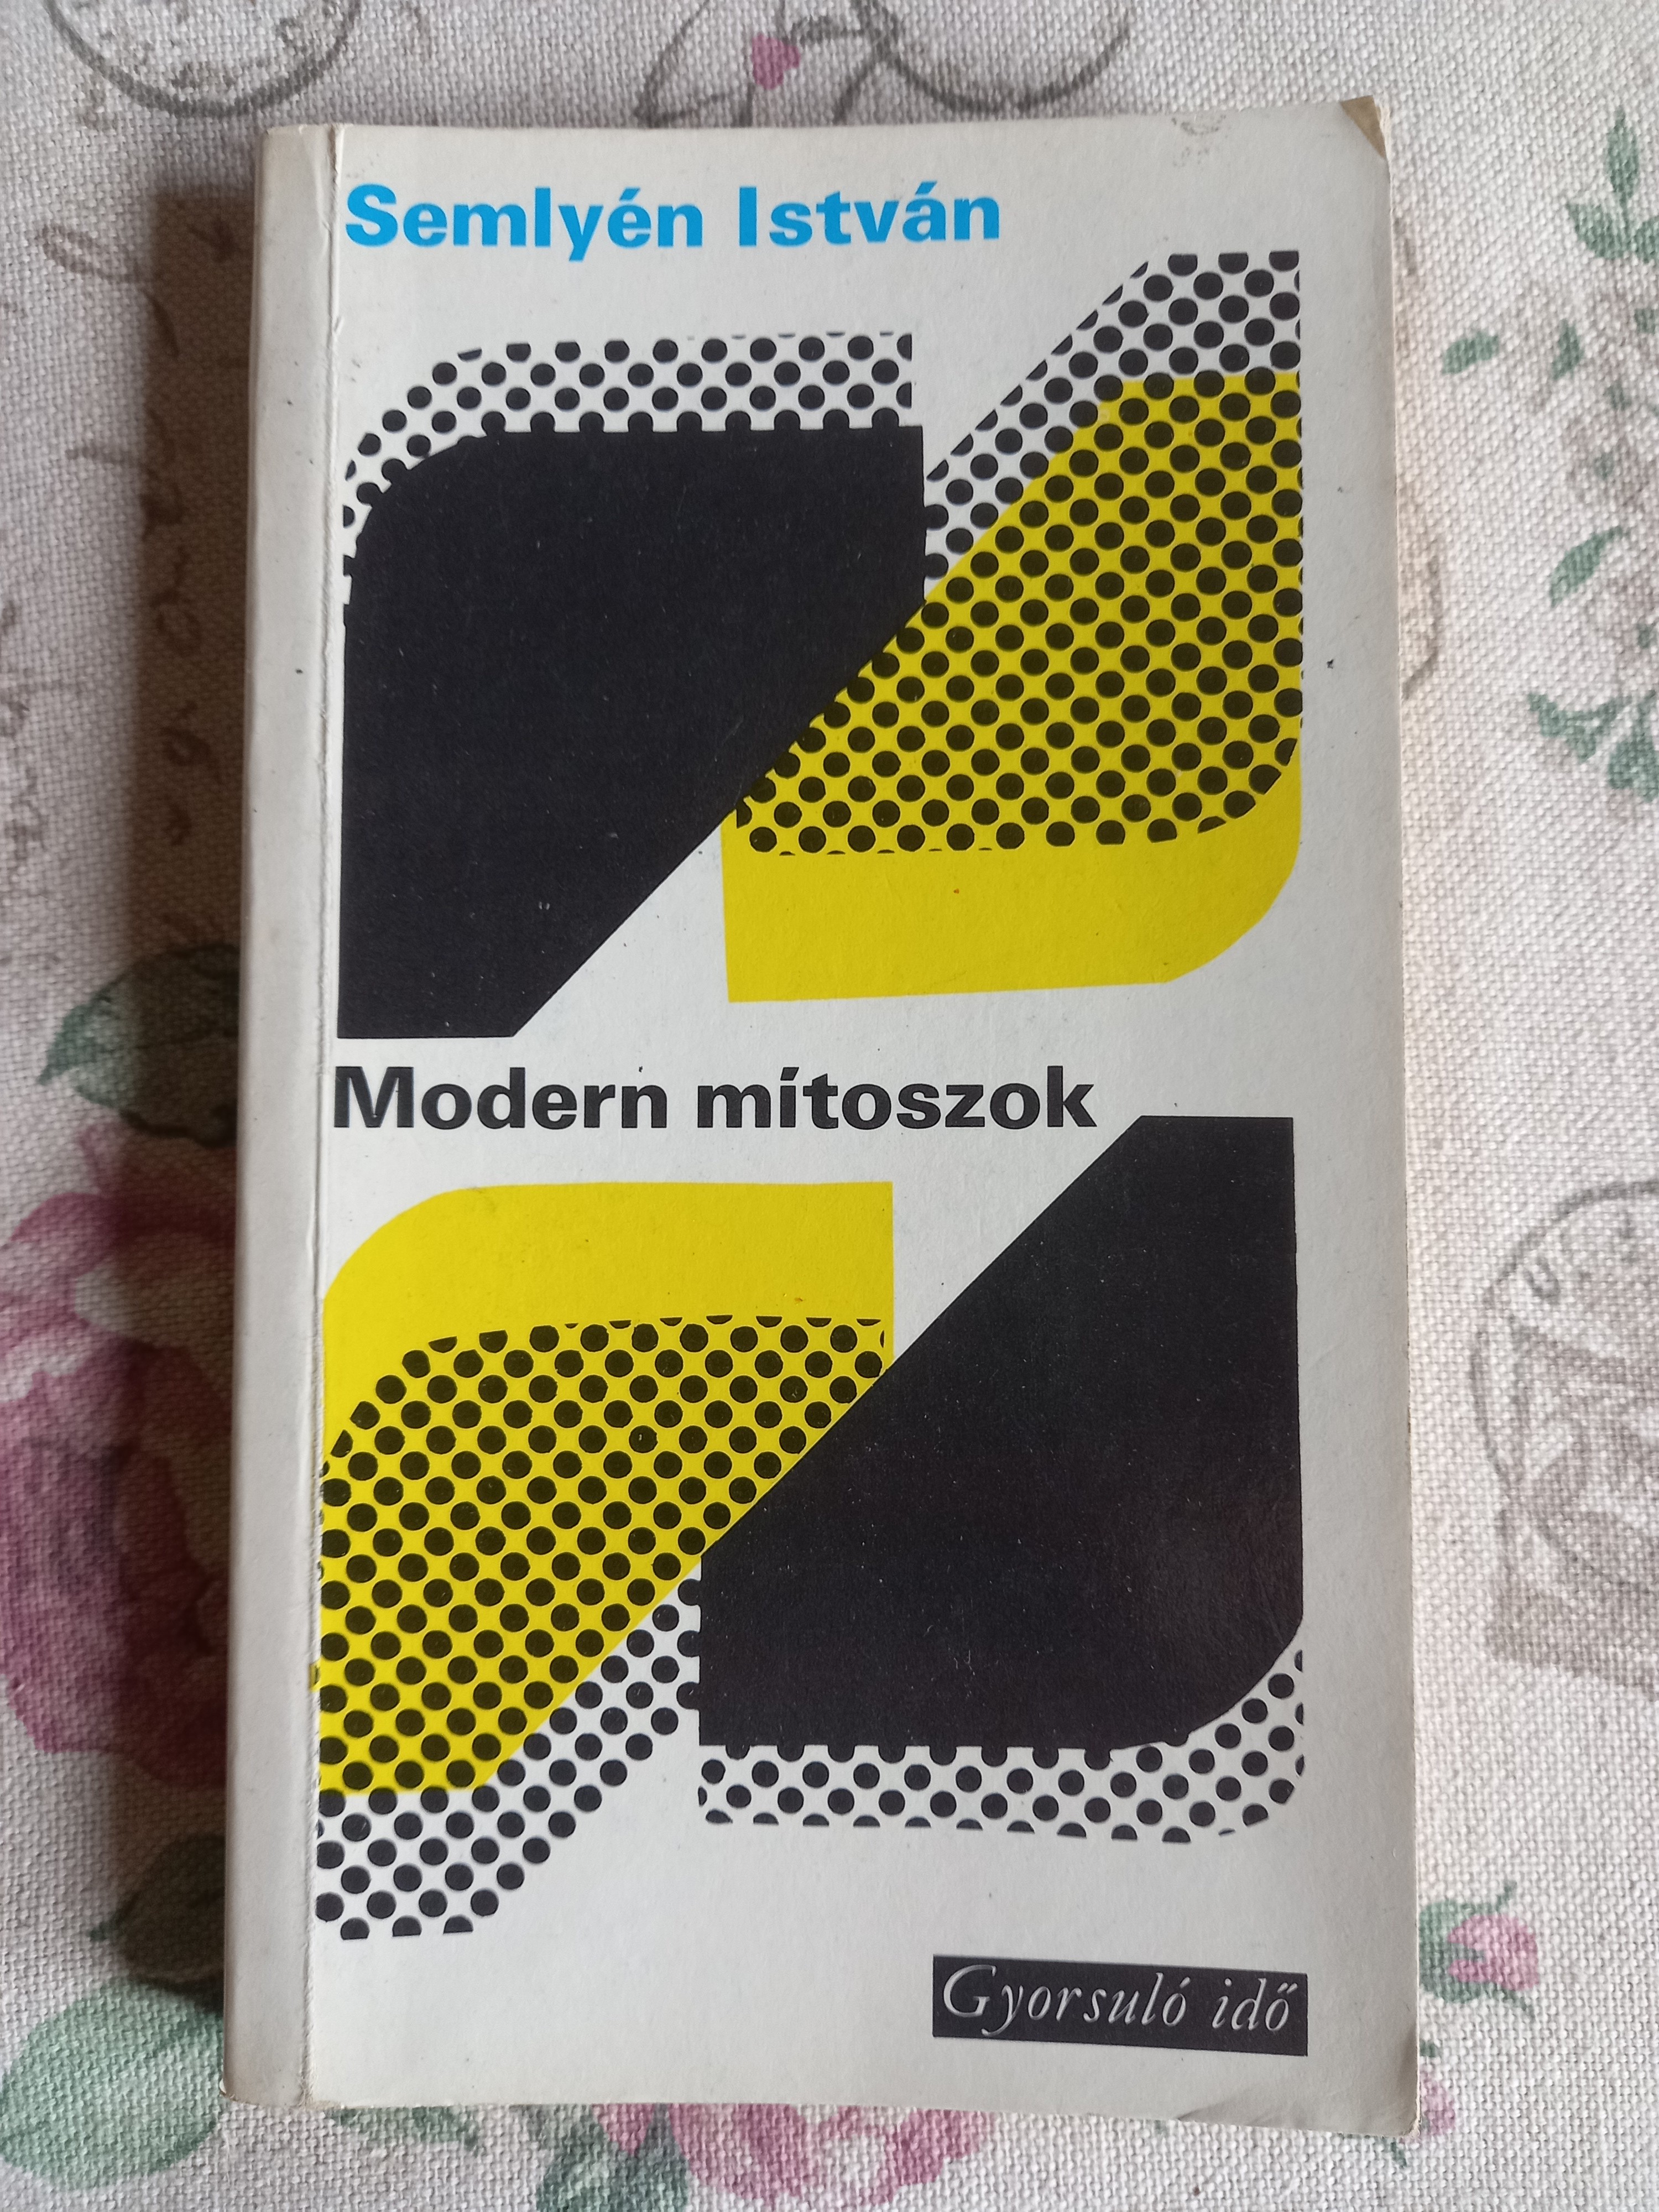 Semlyén István
Modern mítoszok
Gyorsuló idő